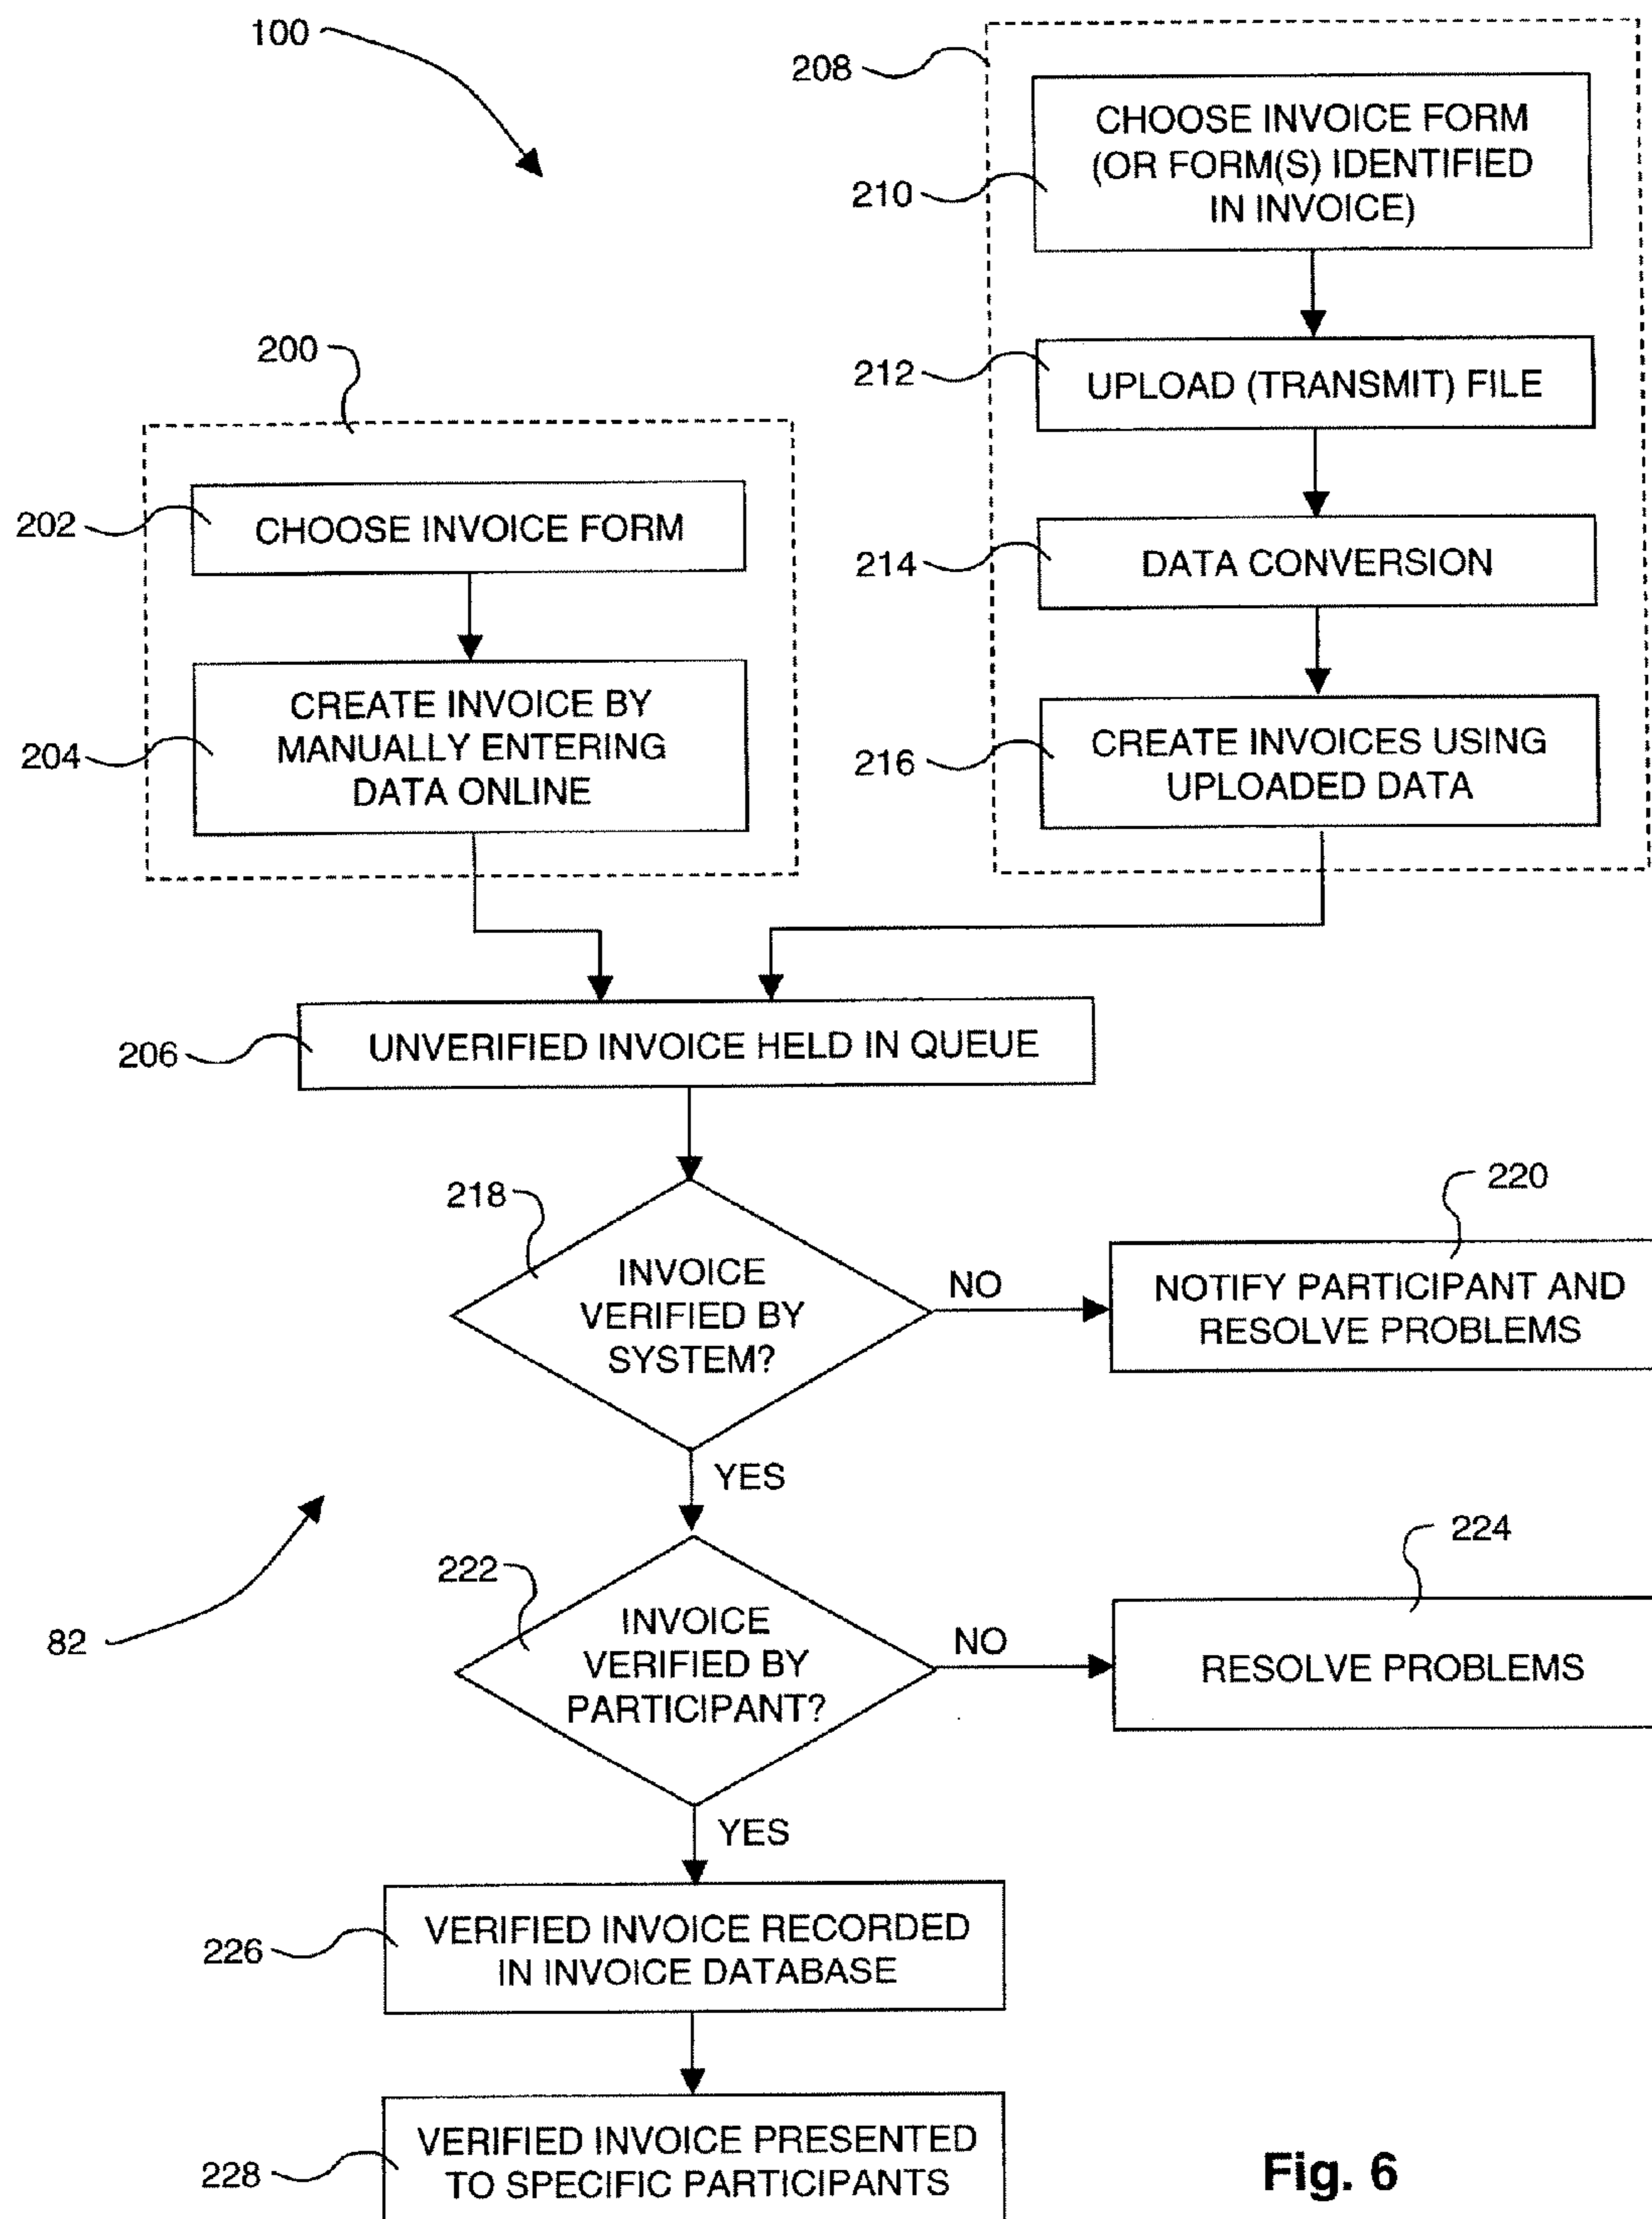 100
208
CHOOSE INVOICE FORM
(OR FORM(S) IDENTIFIED
IN INVOICE)
210
212
UPLOAD (TRANSMIT) FILE
214
DATA CONVERSION
216
CREATE INVOICES USING
UPLOADED DATA
200
202
CHOOSE INVOICE FORM
204
CREATE INVOICE BY
MANUALLY ENTERING
DATA ONLINE
206
UNVERIFIED INVOICE HELD IN QUEUE
218
INVOICE
VERIFIED BY
SYSTEM?
NO
220
NOTIFY PARTICIPANT AND
RESOLVE PROBLEMS
YES
82
222
INVOICE
VERIFIED BY
PARTICIPANT?
NO
224
RESOLVE PROBLEMS
YES
226
VERIFIED INVOICE RECORDED
IN INVOICE DATABASE
228
VERIFIED INVOICE PRESENTED
TO SPECIFIC PARTICIPANTS
Fig. 6